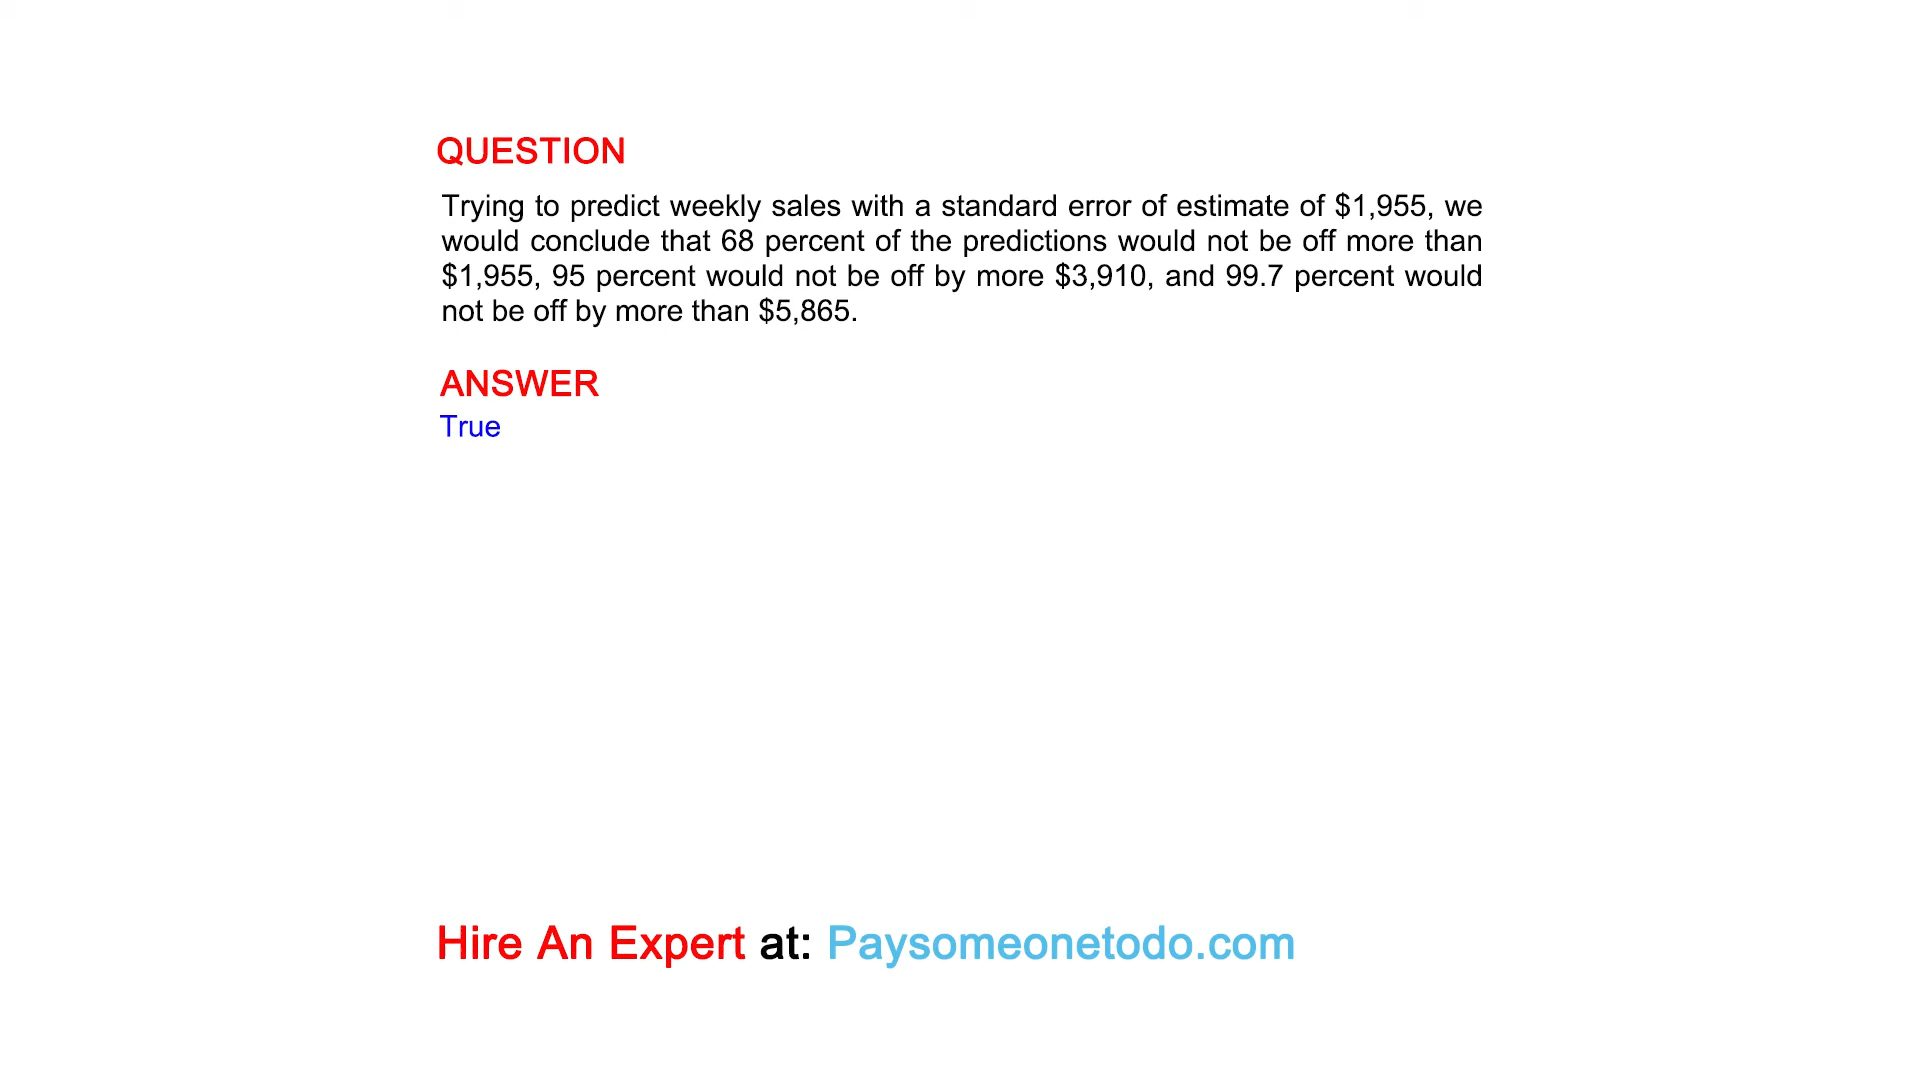 QUESTION
Trying to predict weekly sales with a standard error of estimate of $1,955, we
would conclude that 68 percent of the predictions would not be off more than
$1,955, 95 percent would not be off by more $3,910, and 99.7 percent would
not be off by more than $5,865.
ANSWER
True
Hire An Expert at: Paysomeonetodo.com